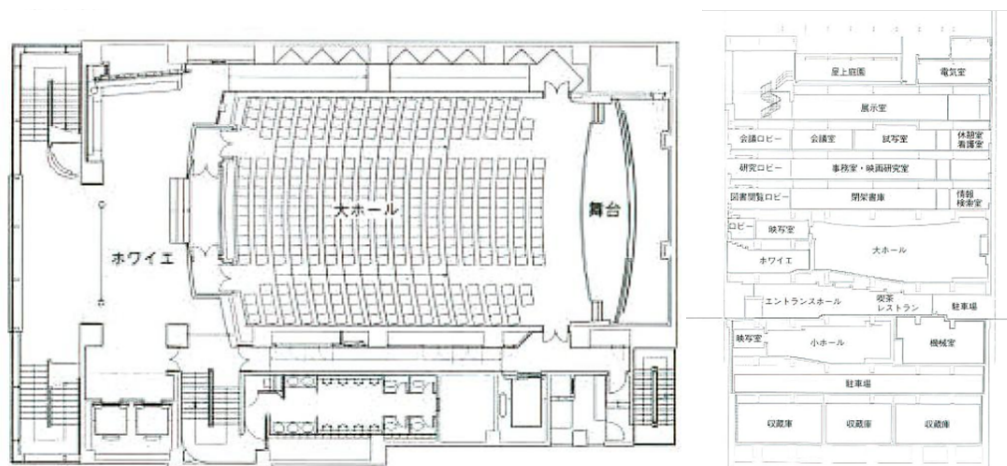 ホワイエ
大ホール
舞台
屋上庭園
電気室
展示室
会議ロビー
会議室
試写室
休憩室
看護室
研究ロビー
事務室・映画研究室
図書閲覧ロビー
閉架書庫
情報
検索室
ロビー
映写室
大ホール
ホワイエ
エントランスホール
喫茶
レストラン
駐車場
映写室
小ホール
機械室
駐車場
収蔵庫
収蔵庫
収蔵庫